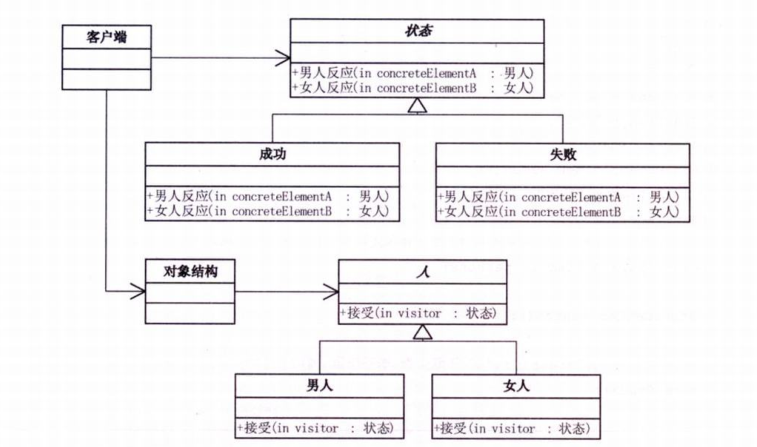 客户端
状态
+男人反应(in concreteElementA : 男人)
+女人反应(in concreteElementB : 女人)
成功
+男人反应(in concreteElementA : 男人)
+女人反应(in concreteElementB : 女人)
失败
+男人反应(in concreteElementA : 男人)
+女人反应(in concreteElementB : 女人)
对象结构
人
+接受(in visitor : 状态)
男人
+接受(in visitor : 状态)
女人
+接受(in visitor : 状态)